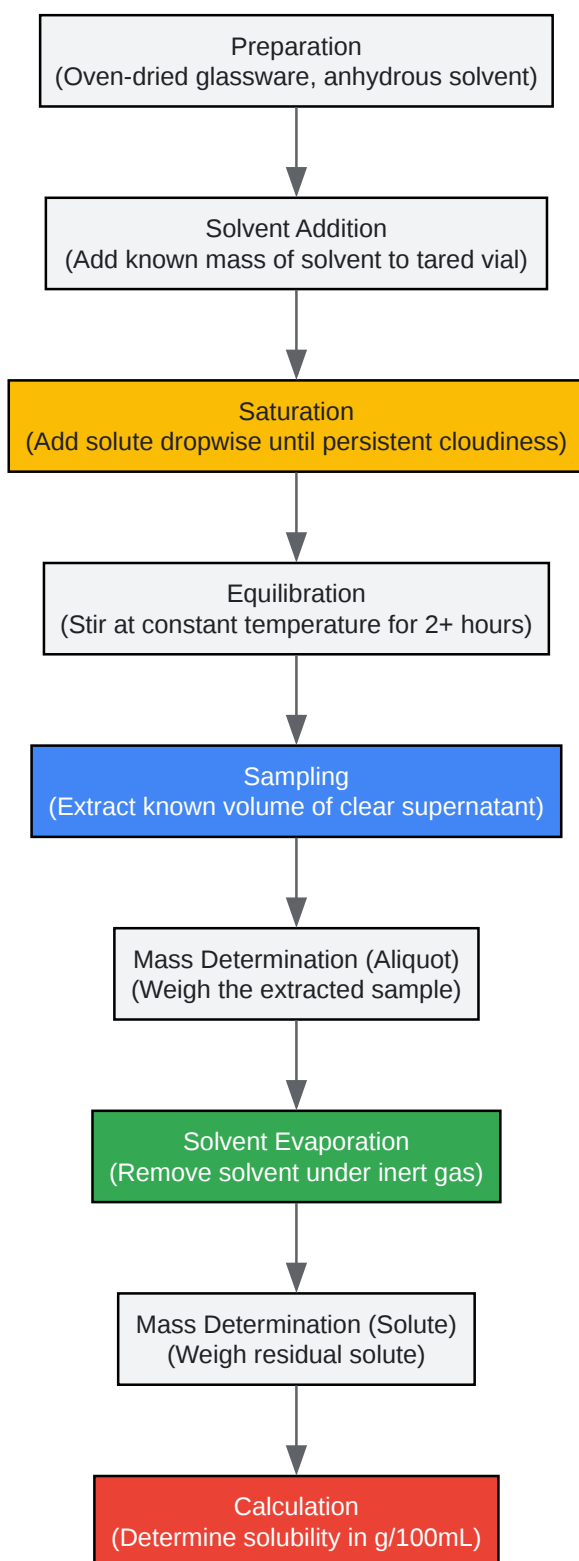 Preparation
(Oven-dried glassware, anhydrous solvent)
Solvent Addition
(Add known mass of solvent to tared vial)
Saturation
(Add solute dropwise until persistent cloudiness)
Equilibration
(Stir at constant temperature for 2+ hours)
Sampling
(Extract known volume of clear supernatant)
Mass Determination (Aliquot)
(Weigh the extracted sample)
Solvent Evaporation
(Remove solvent under inert gas)
Mass Determination (Solute)
(Weigh residual solute)
Calculation
(Determine solubility in g/100mL)